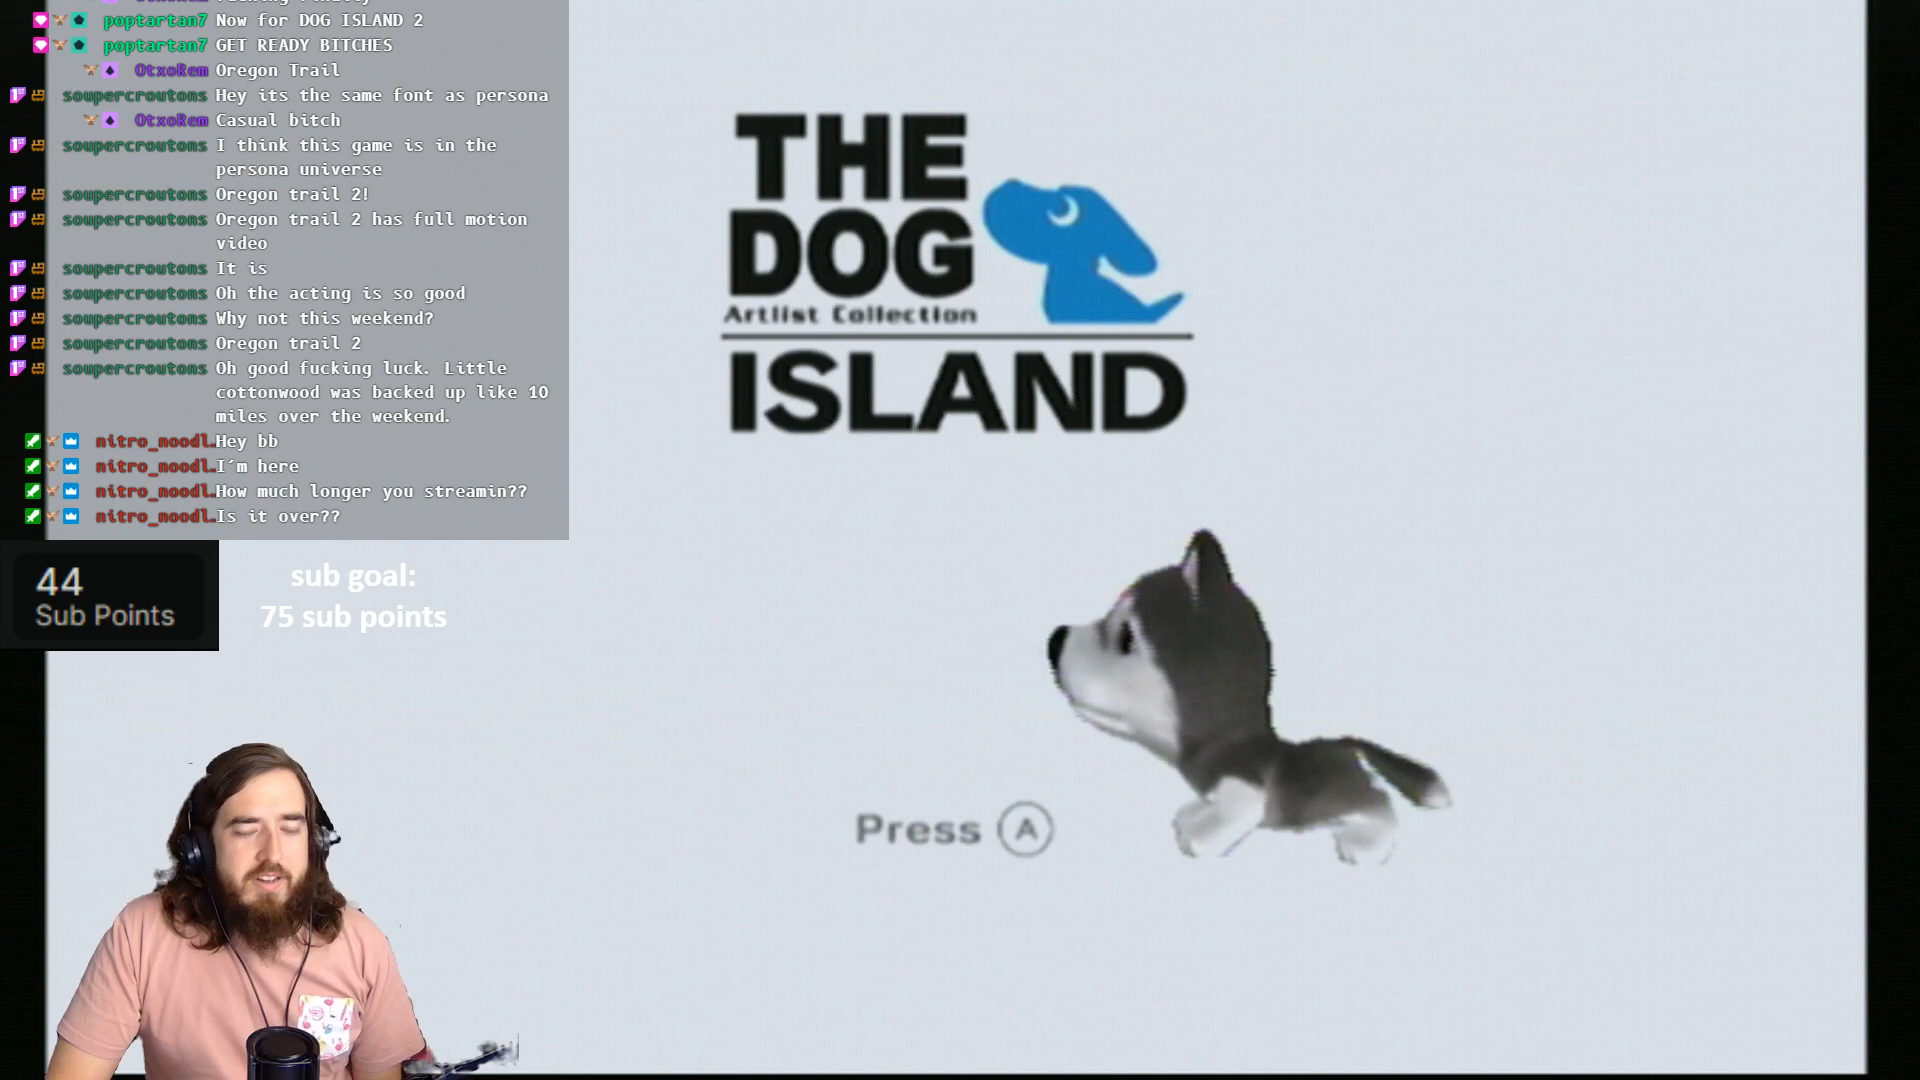 poptartan7 Now for DOG ISLAND 2
poptartan7 GET READY BITCHES
OtxoRem Oregon Trail
soupercroutons Hey its the same font as persona
OtxoRem Casual bitch
soupercroutons I think this game is in the
persona universe
soupercroutons Oregon trail 2!
soupercroutons Oregon trail 2 has full motion
video
soupercroutons It is
soupercroutons Oh the acting is so good
soupercroutons Why not this weekend?
soupercroutons Oregon trail 2
soupercroutons Oh good fucking luck. Little
cottonwood was backed up like 10
miles over the weekend.
nitro_noodl… Hey bb
nitro_noodl… I´m here
nitro_noodl… How much longer you streamin??
nitro_noodl… Is it over??
44
Sub Points
sub goal:
75 sub points
THE
DOG
Artlist Collection
ISLAND
Press A